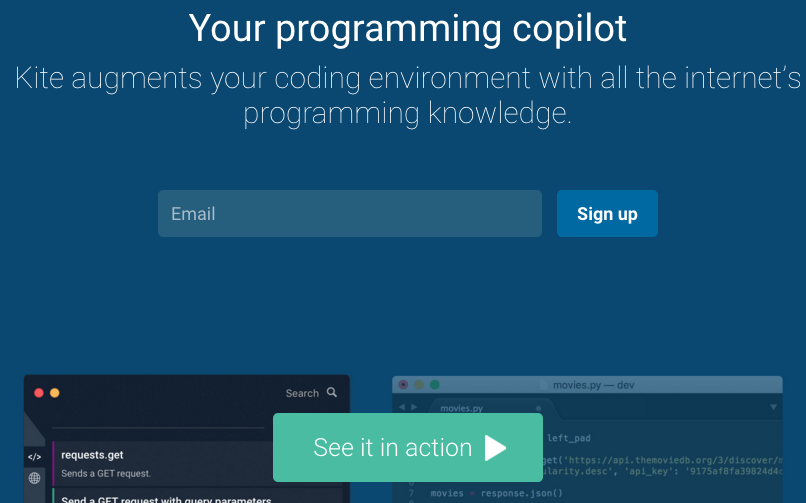 Your programming copilot
Kite augments your coding environment with all the internet's
programming knowledge.
Email
Sign up
Search
movies.py — dev
movies.py
See it in action
left_pad
requests.get
</>
get('https://api.themoviedb.org/3/discover/
Sends a GET request.
ularity.desc', 'api_key': '9175af8fa39824d4
7 movies = response.json()
Send a GET request with query parameters